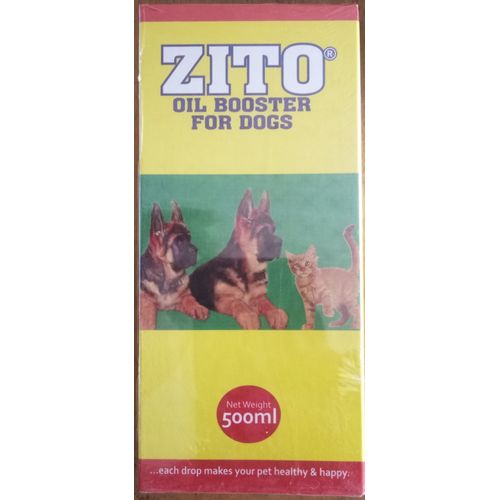 ZITO®
OIL BOOSTER
FOR DOGS
Net Weight
500ml
...each drop makes your pet healthy & happy.